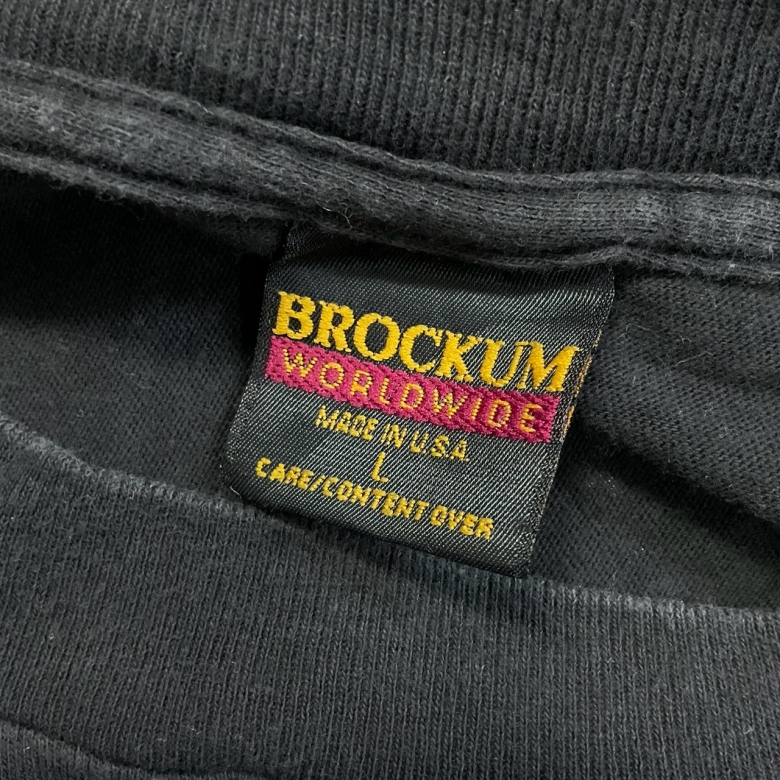 BROCKUM
WORLDWIDE
MADE IN U.S.A.
L
CARE/CONTENT OVER